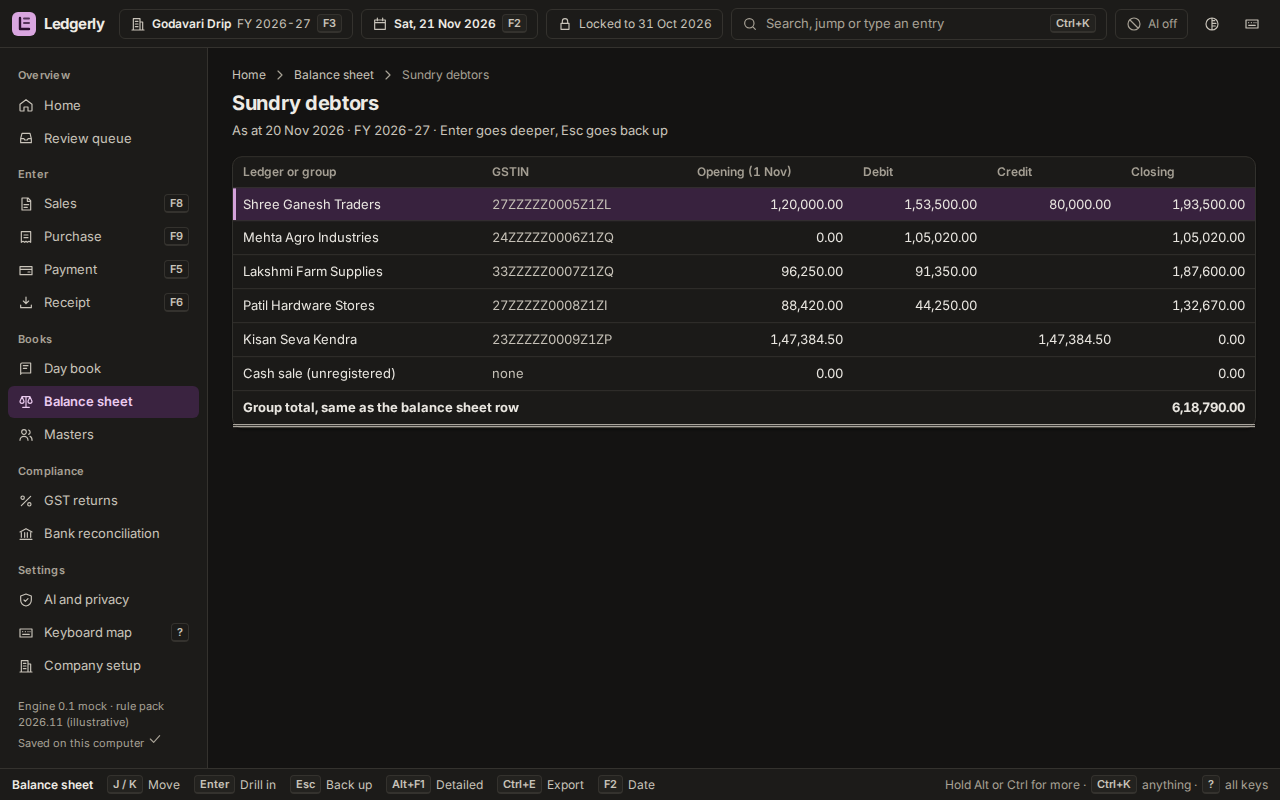 Ledgerly
Godavari Drip FY 2026-27 F3
Sat, 21 Nov 2026 F2
Locked to 31 Oct 2026
Search, jump or type an entry Ctrl+K
AI off
Overview
Home
Review queue
Enter
Sales F8
Purchase F9
Payment F5
Receipt F6
Books
Day book
Balance sheet
Masters
Compliance
GST returns
Bank reconciliation
Settings
AI and privacy
Keyboard map ?
Company setup
Engine 0.1 mock · rule pack
2026.11 (illustrative)
Saved on this computer
Home > Balance sheet > Sundry debtors
Sundry debtors
As at 20 Nov 2026 · FY 2026-27 · Enter goes deeper, Esc goes back up
Ledger or group GSTIN Opening (1 Nov) Debit Credit Closing
Shree Ganesh Traders 27ZZZZZ0005Z1ZL 1,20,000.00 1,53,500.00 80,000.00 1,93,500.00
Mehta Agro Industries 24ZZZZZ0006Z1ZQ 0.00 1,05,020.00 1,05,020.00
Lakshmi Farm Supplies 33ZZZZZ0007Z1ZQ 96,250.00 91,350.00 1,87,600.00
Patil Hardware Stores 27ZZZZZ0008Z1ZI 88,420.00 44,250.00 1,32,670.00
Kisan Seva Kendra 23ZZZZZ0009Z1ZP 1,47,384.50 1,47,384.50 0.00
Cash sale (unregistered) none 0.00 0.00
Group total, same as the balance sheet row 6,18,790.00
Balance sheet J / K Move Enter Drill in Esc Back up Alt+F1 Detailed Ctrl+E Export F2 Date
Hold Alt or Ctrl for more · Ctrl+K anything · ? all keys